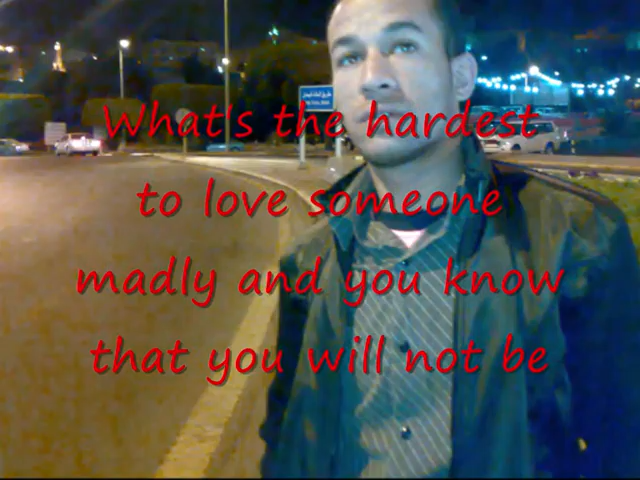 What's the hardest
to love someone
madly and you know
that you will not be